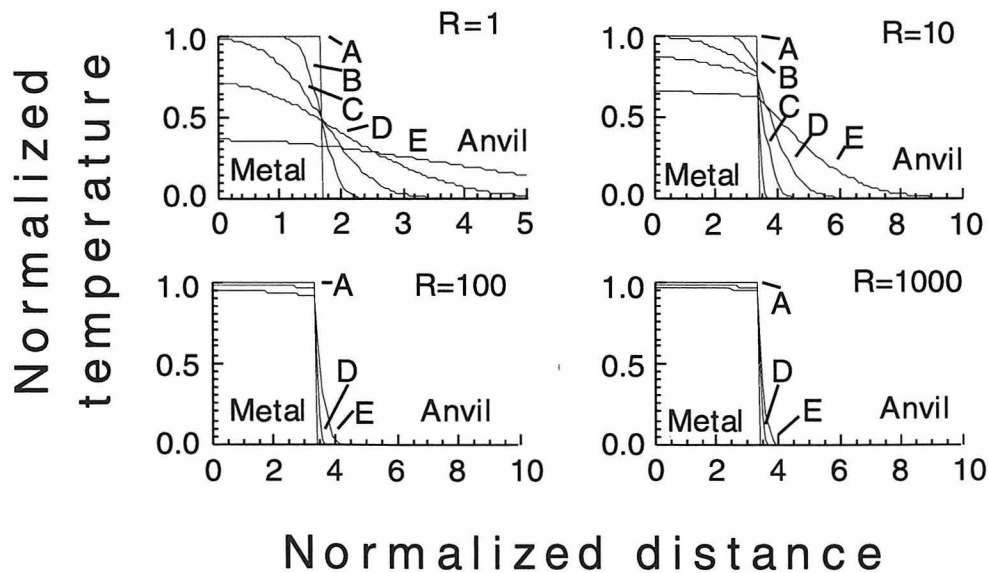 Normalized
temperature
R=1
1.0
0.5
0.0
A
B
C
D
E
Metal
Anvil
0 1 2 3 4 5
R=10
1.0
0.5
0.0
A
B
C
D
E
Metal
Anvil
0 2 4 6 8 10
R=100
1.0
0.5
0.0
A
D
E
Metal
Anvil
0 2 4 6 8 10
R=1000
1.0
0.5
0.0
A
D
E
Metal
Anvil
0 2 4 6 8 10
Normalized distance